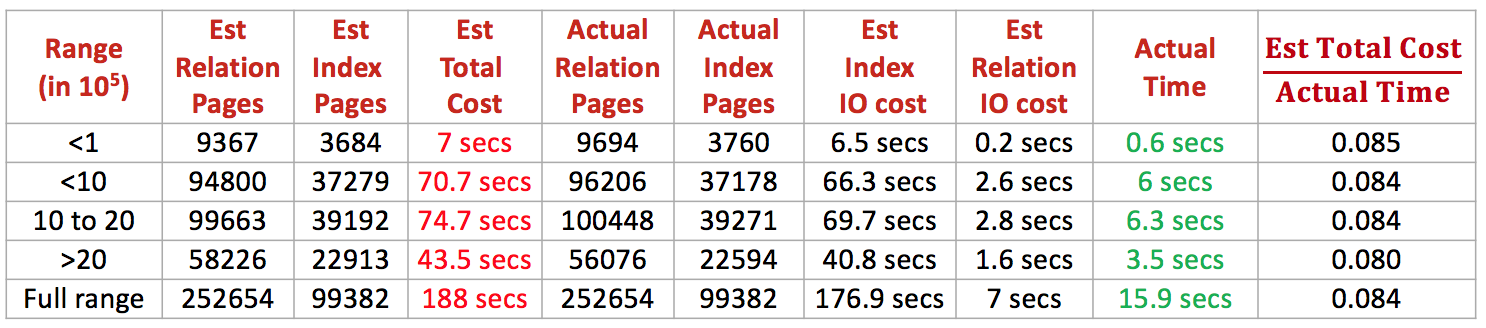 Range (in 10⁵) Est Relation Pages Est Index Pages Est Total Cost Actual Relation Pages Actual Index Pages Est Index IO cost Est Relation IO cost Actual Time Est Total Cost / Actual Time
<1 9367 3684 7 secs 9694 3760 6.5 secs 0.2 secs 0.6 secs 0.085
<10 94800 37279 70.7 secs 96206 37178 66.3 secs 2.6 secs 6 secs 0.084
10 to 20 99663 39192 74.7 secs 100448 39271 69.7 secs 2.8 secs 6.3 secs 0.084
>20 58226 22913 43.5 secs 56076 22594 40.8 secs 1.6 secs 3.5 secs 0.080
Full range 252654 99382 188 secs 252654 99382 176.9 secs 7 secs 15.9 secs 0.084